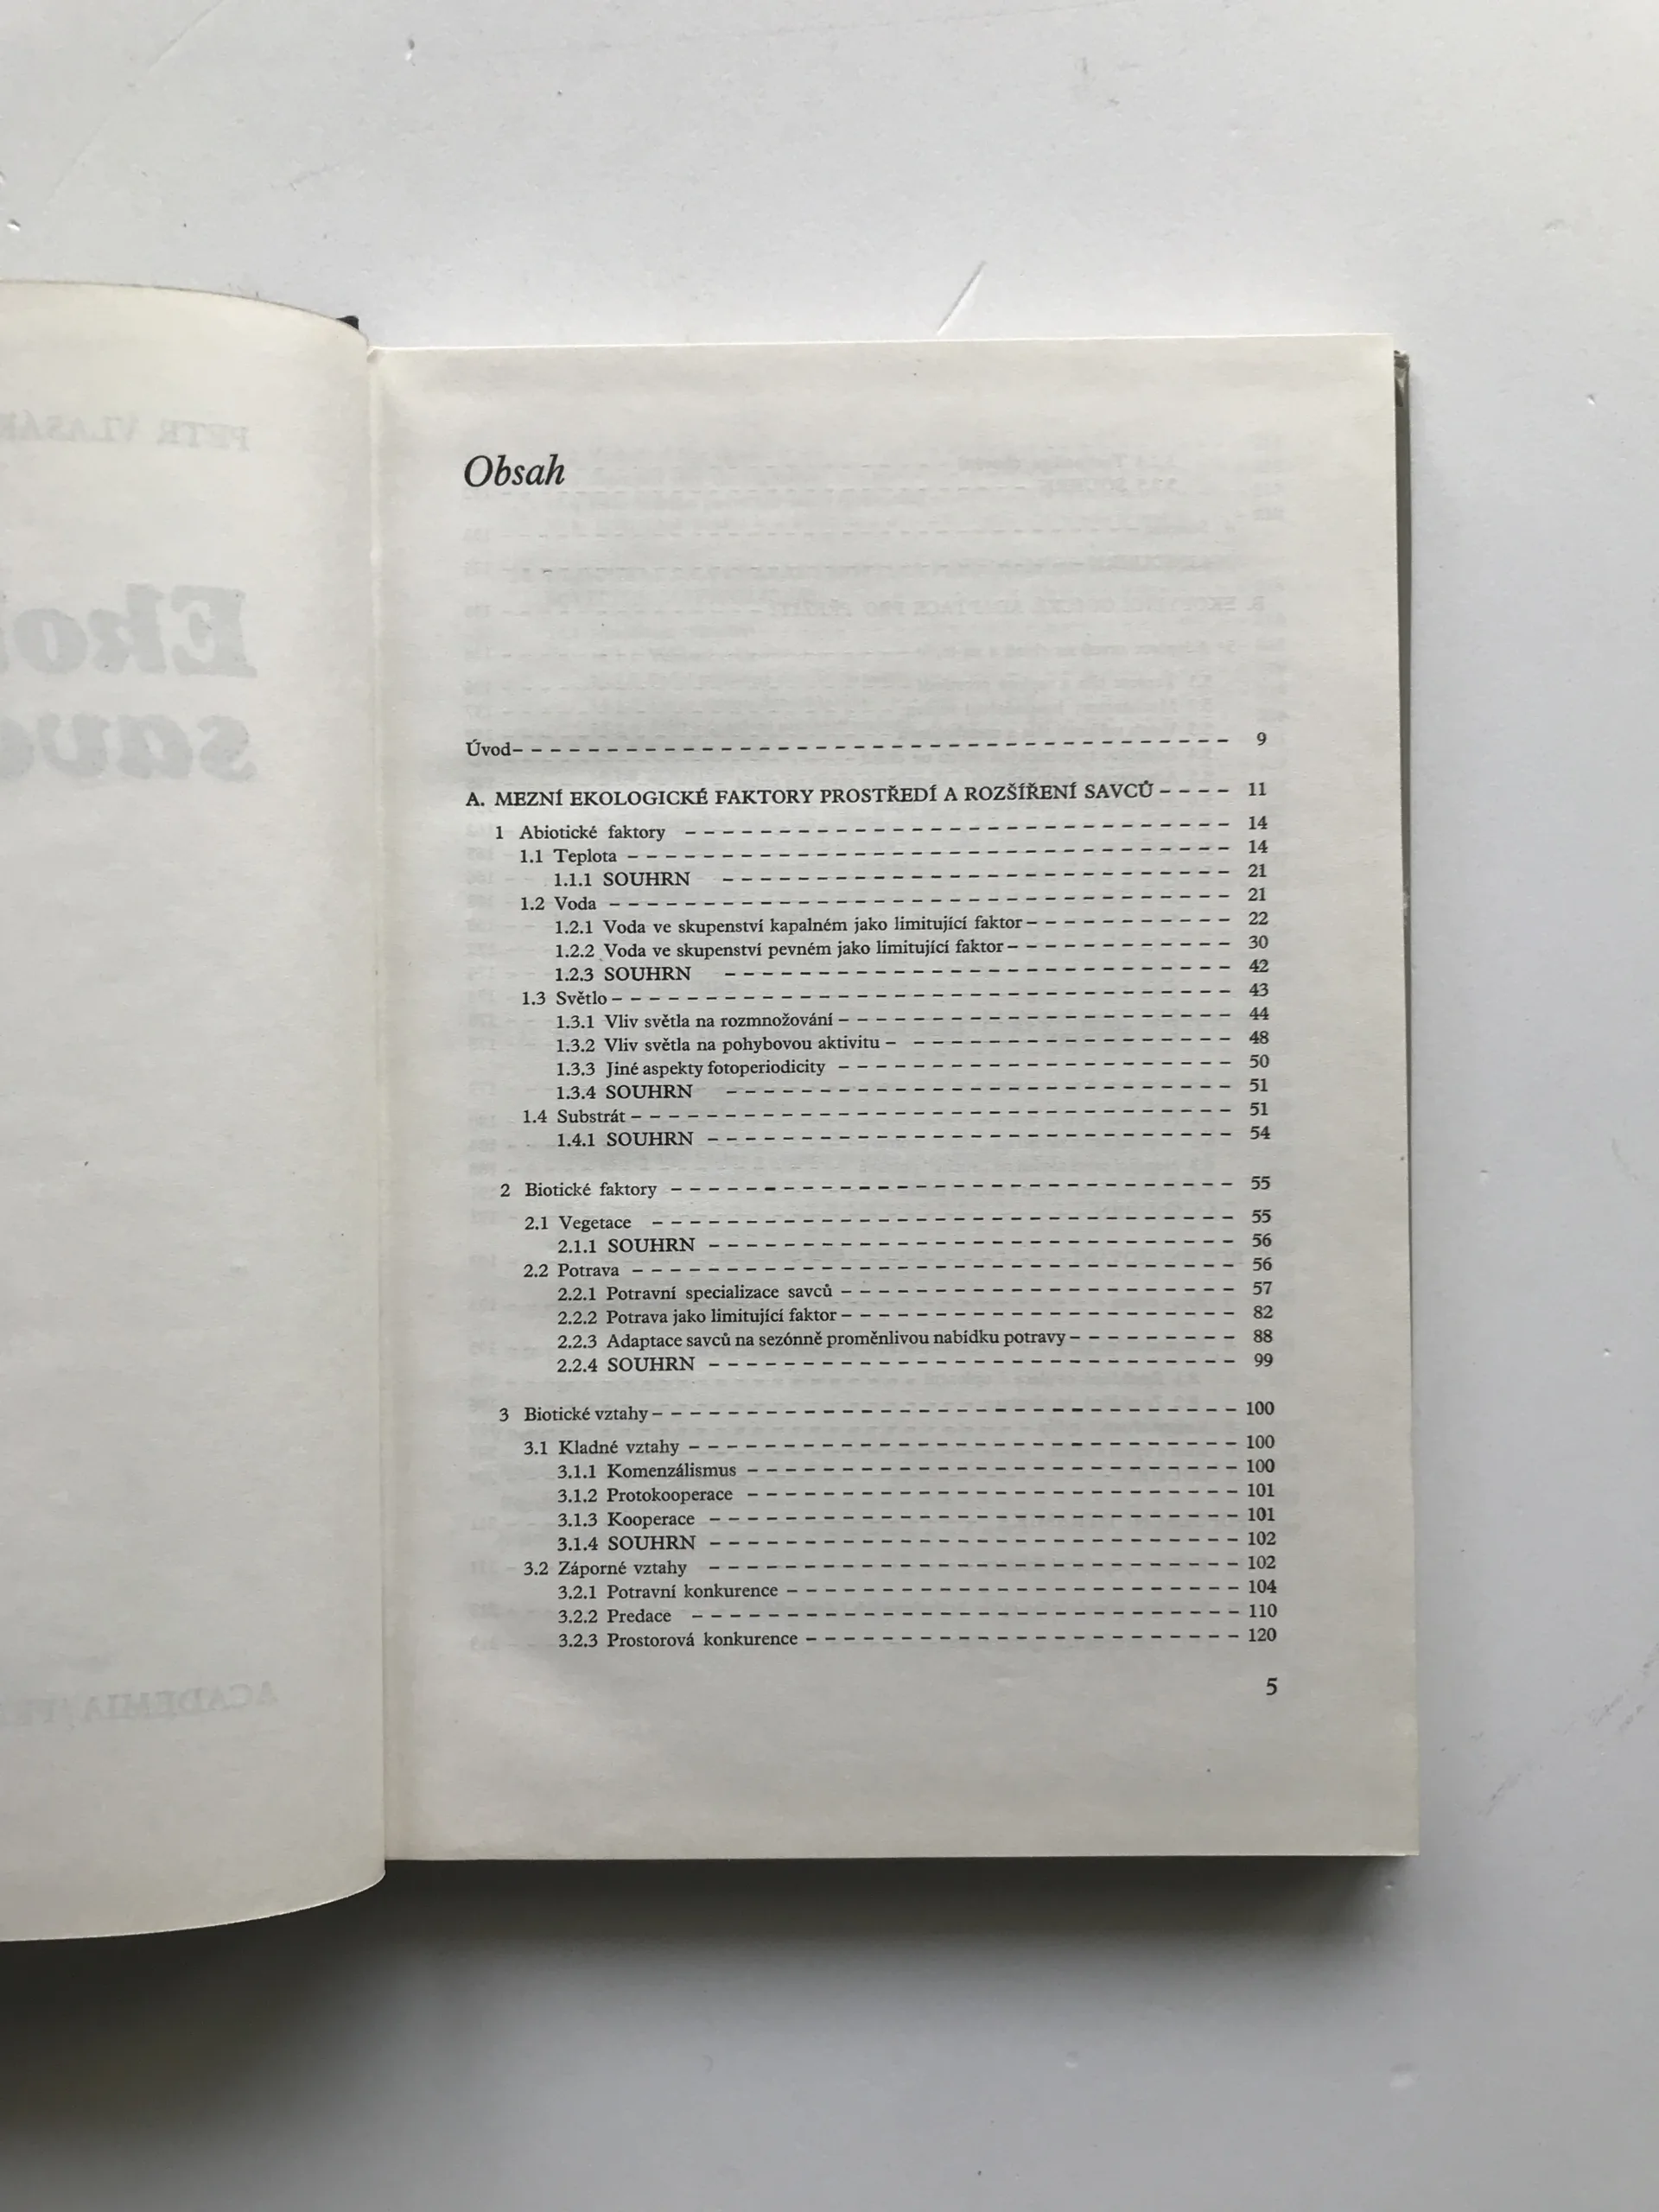 Obsah
Úvod 9
A. MEZNÍ EKOLOGICKÉ FAKTORY PROSTŘEDÍ A ROZŠÍŘENÍ SAVCŮ 11
1 Abiotické faktory 14
1.1 Teplota 14
1.1.1 SOUHRN 21
1.2 Voda 21
1.2.1 Voda ve skupenství kapalném jako limitující faktor 22
1.2.2 Voda ve skupenství pevném jako limitující faktor 30
1.2.3 SOUHRN 42
1.3 Světlo 43
1.3.1 Vliv světla na rozmnožování 44
1.3.2 Vliv světla na pohybovou aktivitu 48
1.3.3 Jiné aspekty fotoperiodicity 50
1.3.4 SOUHRN 51
1.4 Substrát 51
1.4.1 SOUHRN 54
2 Biotické faktory 55
2.1 Vegetace 55
2.1.1 SOUHRN 56
2.2 Potrava 56
2.2.1 Potravní specializace savců 57
2.2.2 Potrava jako limitující faktor 82
2.2.3 Adaptace savců na sezónně proměnlivou nabídku potravy 88
2.2.4 SOUHRN 99
3 Biotické vztahy 100
3.1 Kladné vztahy 100
3.1.1 Komenzálismus 100
3.1.2 Protokooperace 101
3.1.3 Kooperace 101
3.1.4 SOUHRN 102
3.2 Záporné vztahy 102
3.2.1 Potravní konkurence 104
3.2.2 Predace 110
3.2.3 Prostorová konkurence 120
5